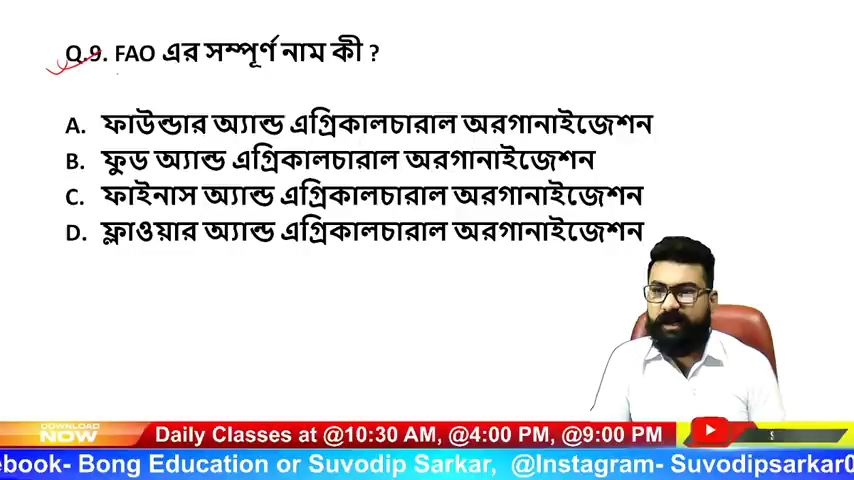 Q.9. FAO এর সম্পূর্ণ নাম কী ?
A. ফাউন্ডার অ্যান্ড এগ্রিকালচারাল অরগানাইজেশন
B. ফুড অ্যান্ড এগ্রিকালচারাল অরগানাইজেশন
C. ফাইনাস অ্যান্ড এগ্রিকালচারাল অরগানাইজেশন
D. ফ্লাওয়ার অ্যান্ড এগ্রিকালচারাল অরগানাইজেশন
DOWNLOAD
NOW
Daily Classes at @10:30 AM, @4:00 PM, @9:00 PM
S
ebook- Bong Education or Suvodip Sarkar, @Instagram- Suvodipsarkar0